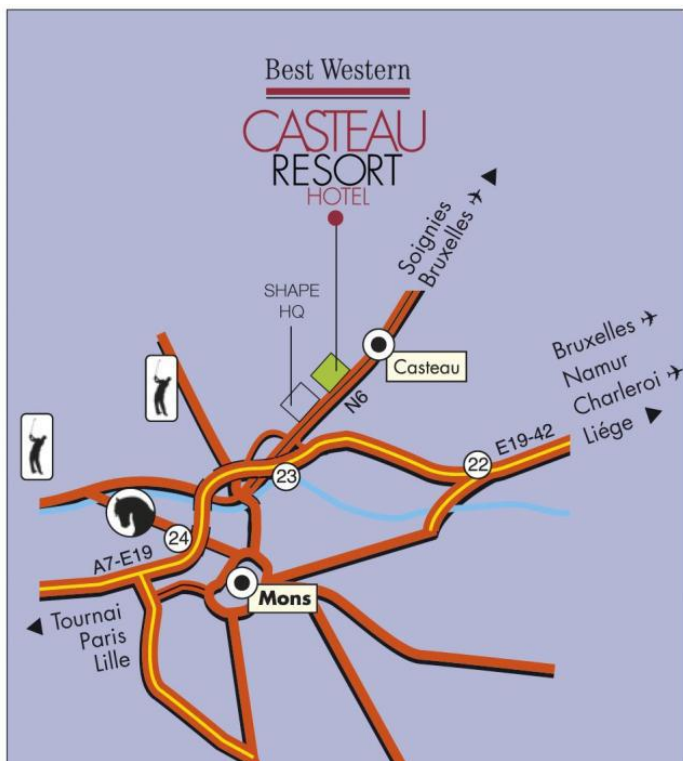 Best Western
CASTEAU
RESORT
HOTEL
Soignies
Bruxelles
SHAPE
HQ
Casteau
N6
Bruxelles
Namur
Charleroi
Liége
E19-42
22
23
24
A7-E19
Mons
Tournai
Paris
Lille